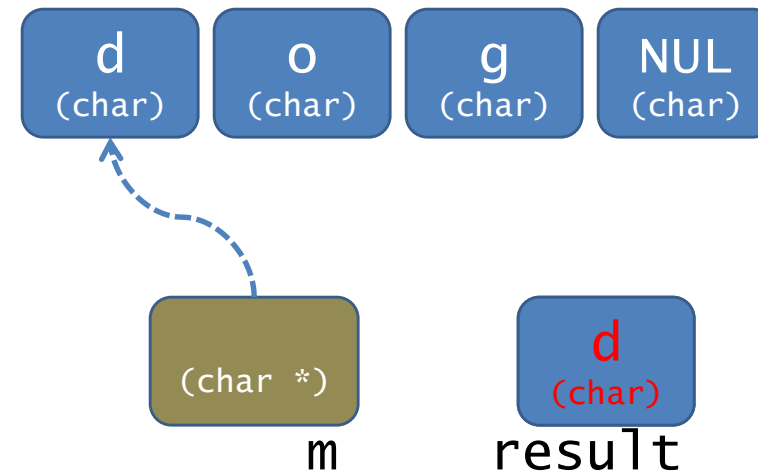 d o g NUL
(char) (char) (char) (char)
(char *)
d
(char)
m result